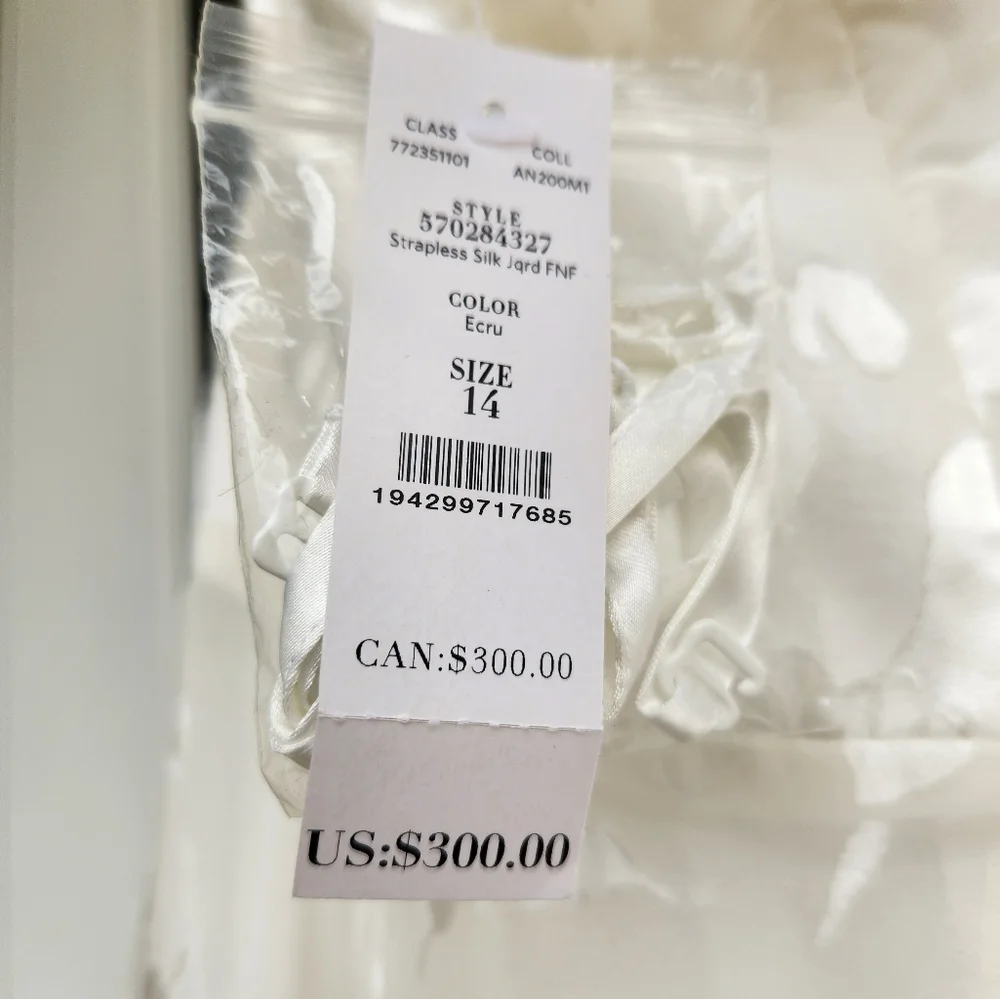 CLASS
772351101
COLL
AN200M1
STYLE
570284327
Strapless Silk Jqrd FNF
COLOR
Ecru
SIZE
14
194299717685
CAN:$300.00
US:$300.00